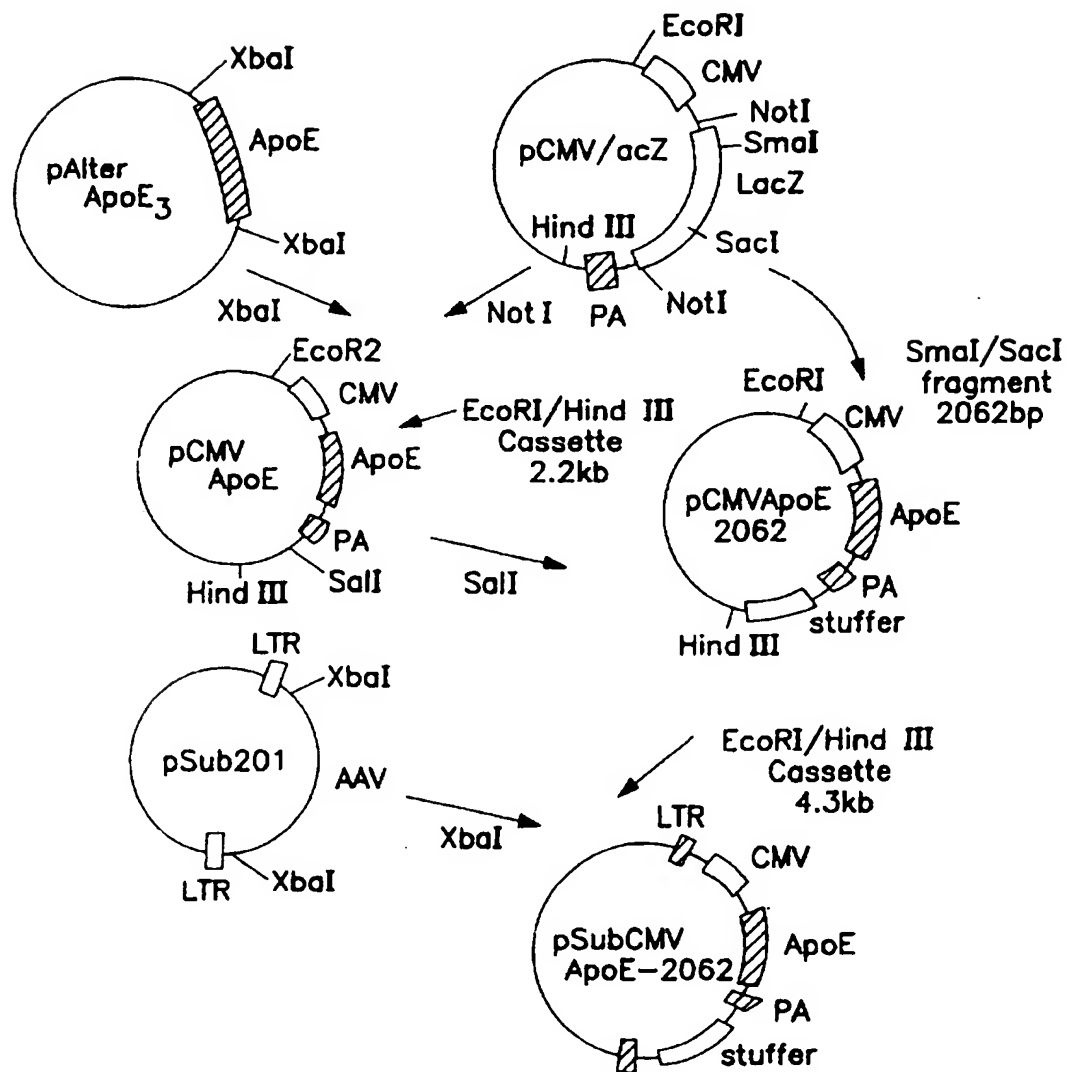 XbaI
ApoE
pAlter
ApoE3
XbaI
XbaI
EcoRI
CMV
NotI
SmaI
pCMV/acZ
LacZ
Hind III
SacI
NotI
PA
Not I
SmaI/SacI
fragment
2062bp
EcoR2
CMV
EcoRI/Hind III
Cassette
2.2kb
pCMV
ApoE
ApoE
PA
SalI
Hind III
SalI
EcoRI
CMV
pCMVApoE
2062
ApoE
PA
stuffer
Hind III
LTR
XbaI
pSub201
AAV
LTR
XbaI
XbaI
EcoRI/Hind III
Cassette
4.3kb
LTR
CMV
pSubCMV
ApoE-2062
ApoE
PA
stuffer